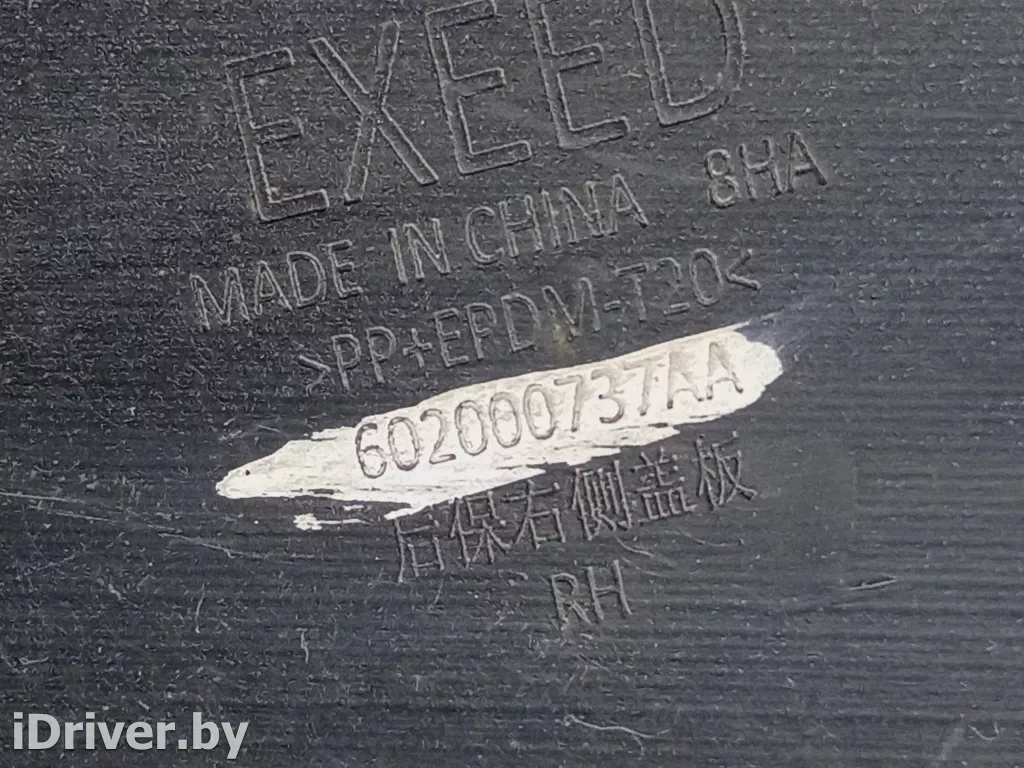 EXEED
MADE IN CHINA 8HA
>PP+EPDM-T20<
602000737AA
后保右侧盖板
RH
iDriver.by